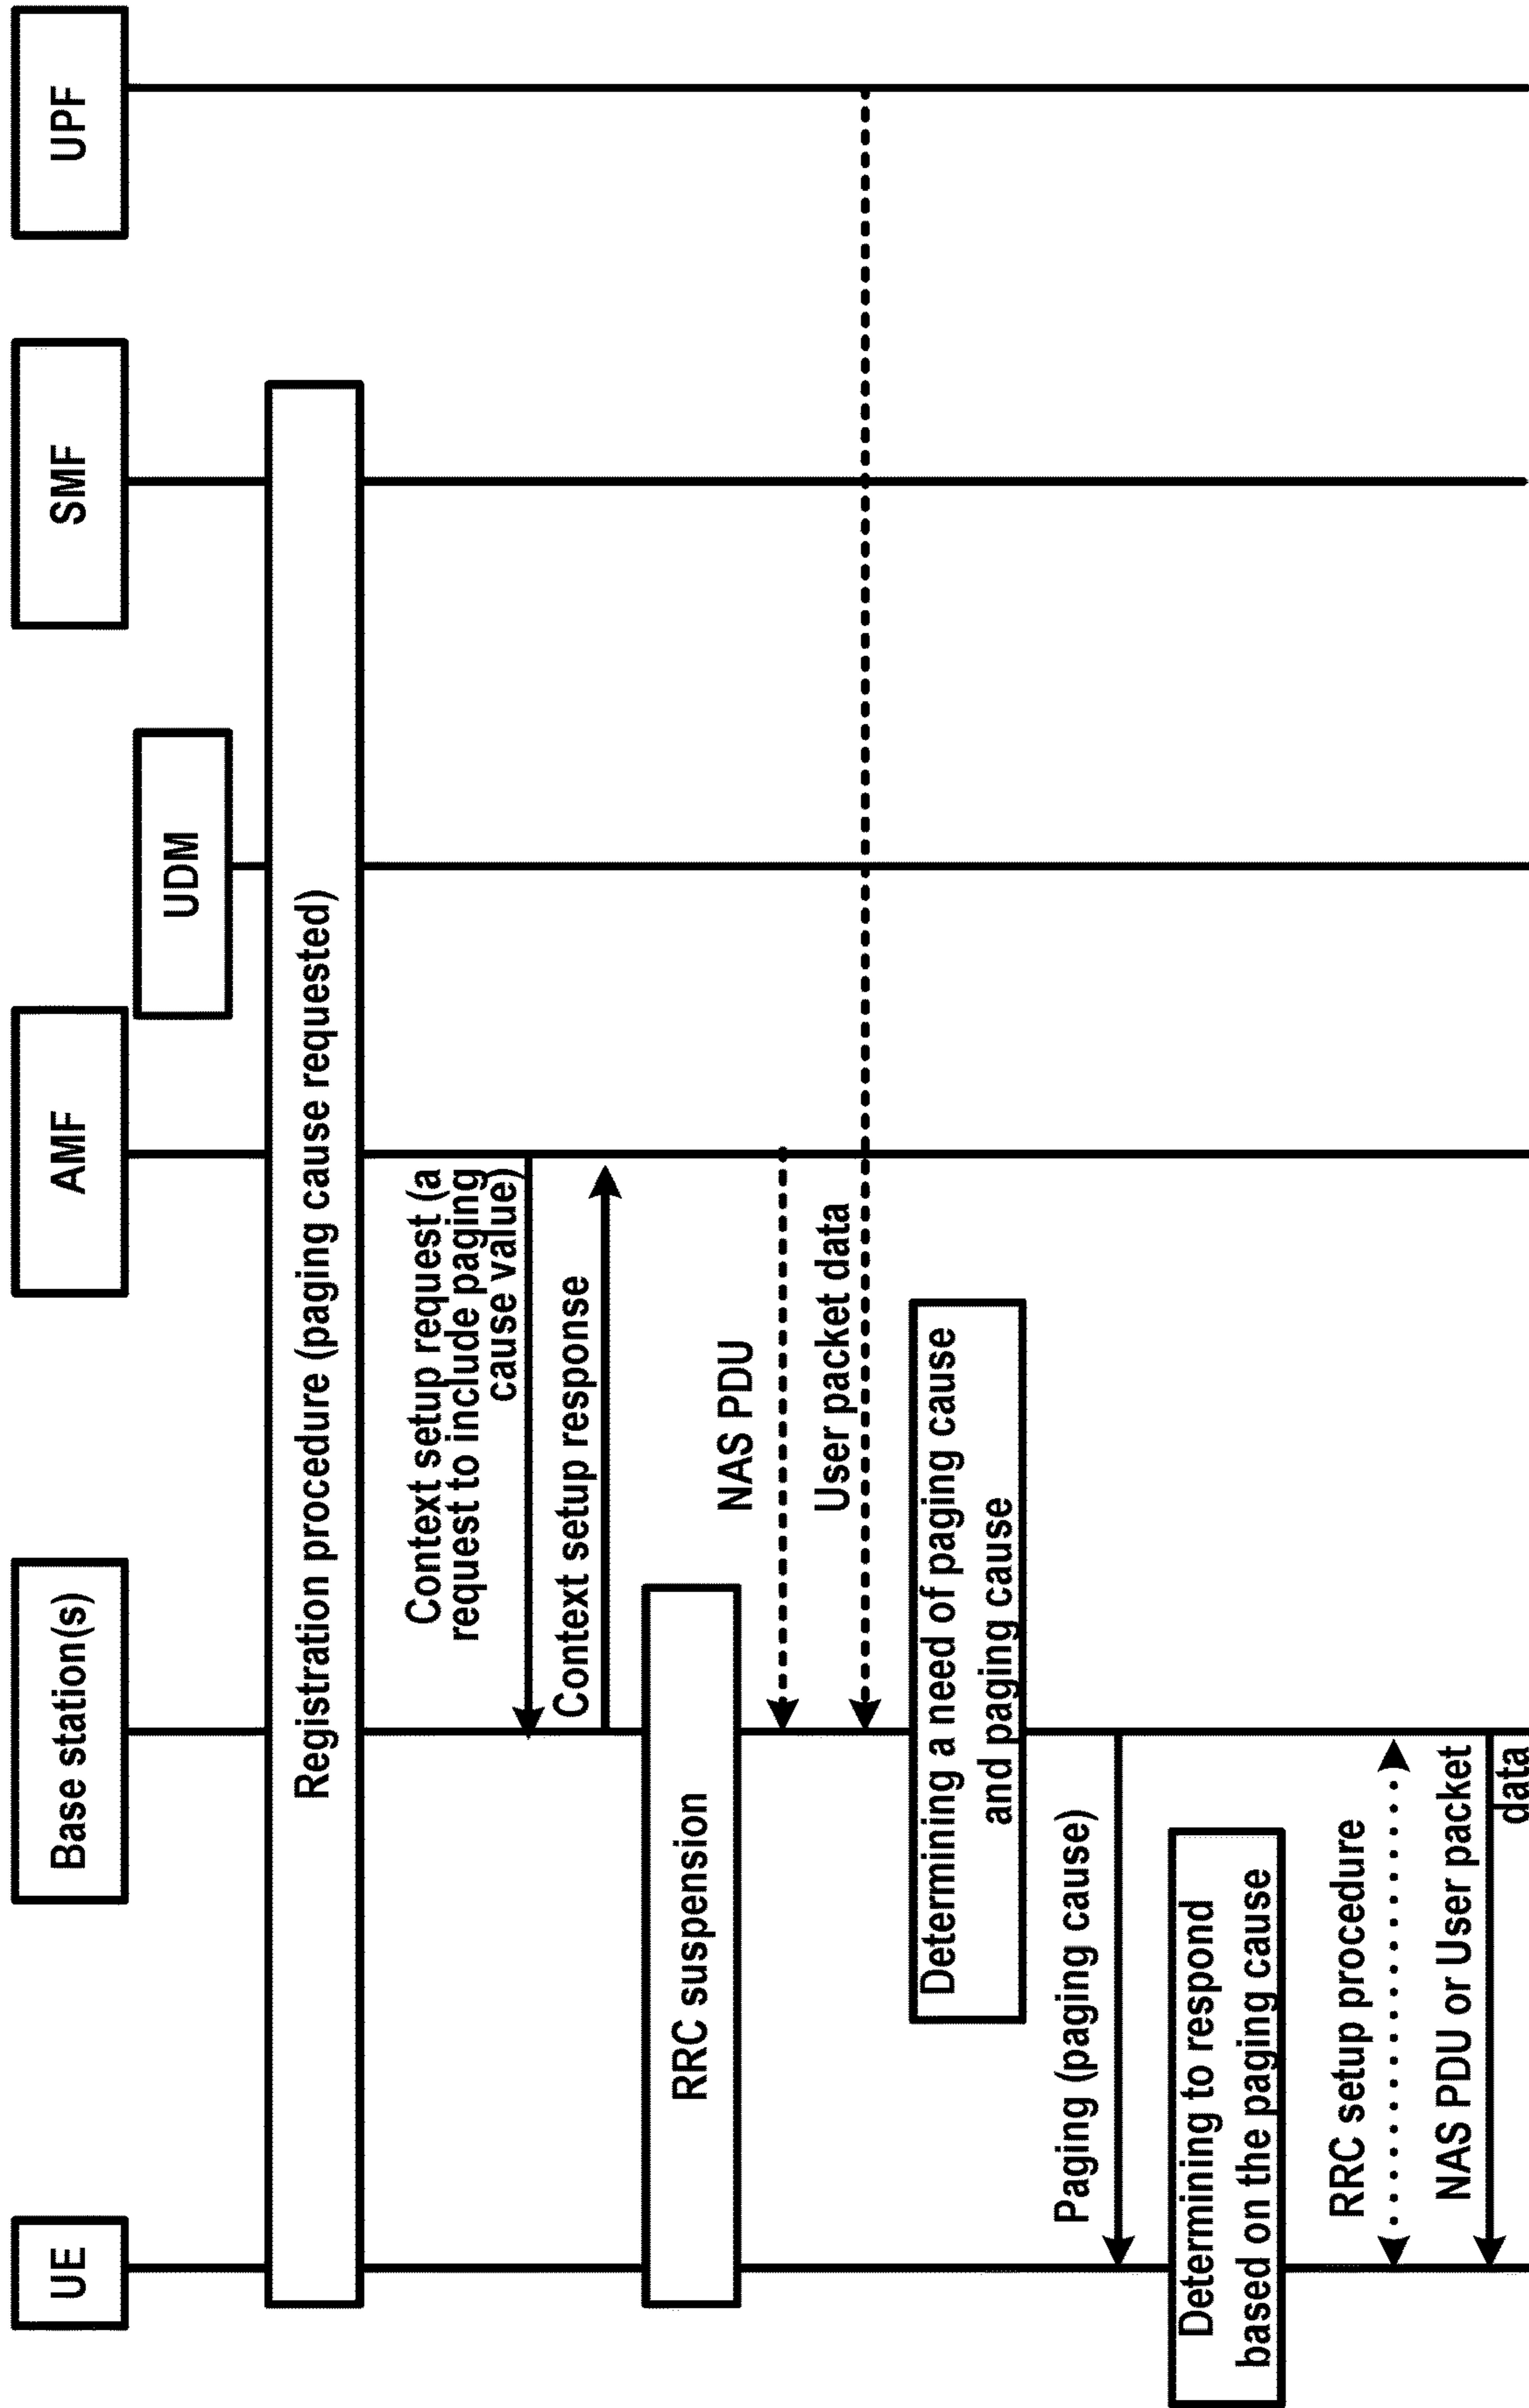 UE
Base station(s)
AMF
UDM
SMF
UPF
Registration procedure (paging cause requested)
Context setup request (a
request to include paging
cause value)
Context setup response
RRC suspension
NAS PDU
User packet data
Determining a need of paging cause
and paging cause
Paging (paging cause)
Determining to respond
based on the paging cause
RRC setup procedure
NAS PDU or User packet
data